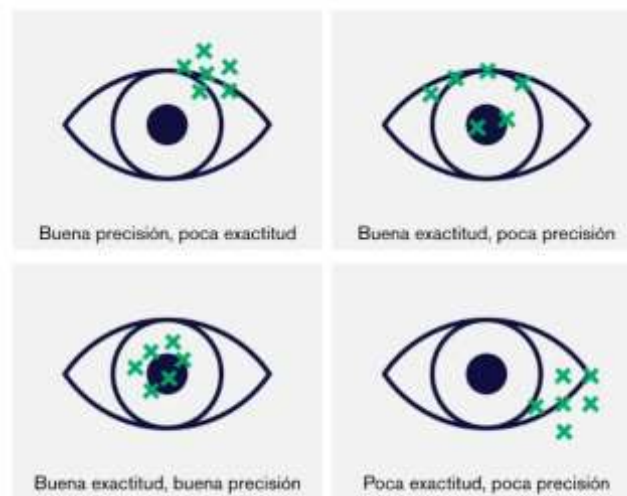 Buena precisión, poca exactitud
Buena exactitud, poca precisión
Buena exactitud, buena precisión
Poca exactitud, poca precisión